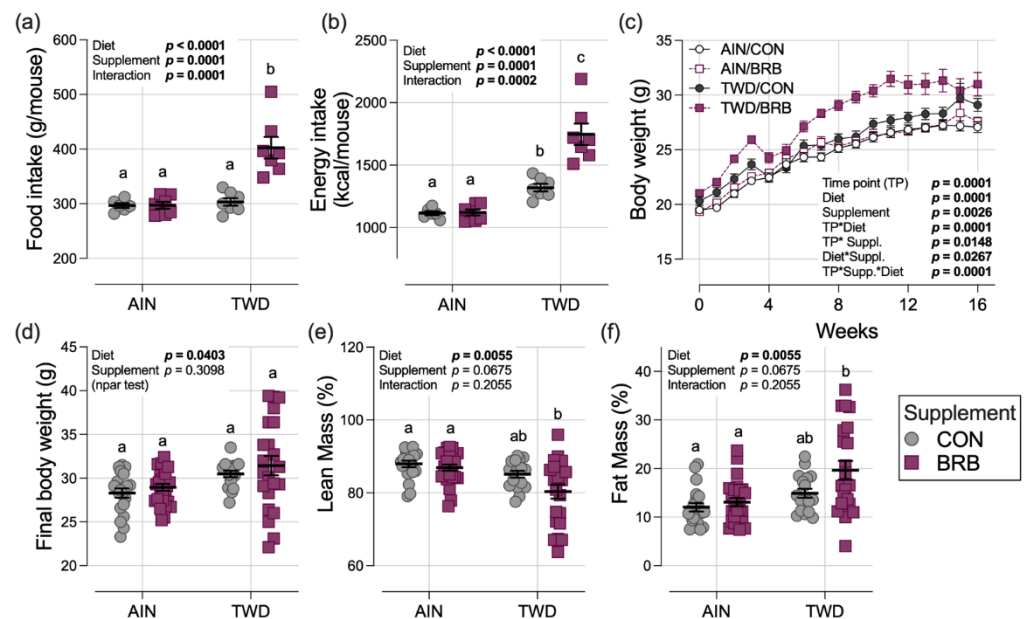 (a)
Food intake (g/mouse)
600
500
400
300
200
Diet p < 0.0001
Supplement p = 0.0001
Interaction p = 0.0001
a
a
a
b
AIN
TWD
(b)
Energy intake
(kcal/mouse)
2500
2000
1500
1000
Diet p < 0.0001
Supplement p = 0.0001
Interaction p = 0.0002
a
a
b
c
AIN
TWD
(c)
Body weight (g)
35
30
25
20
15
AIN/CON
AIN/BRB
TWD/CON
TWD/BRB
Time point (TP) p = 0.0001
Diet p = 0.0001
Supplement p = 0.0026
TP*Diet p = 0.0001
TP* Suppl. p = 0.0148
Diet*Suppl. p = 0.0267
TP*Supp.*Diet p = 0.0001
0
4
8
12
16
Weeks
(d)
Final body weight (g)
45
40
35
30
25
20
Diet p = 0.0403
Supplement p = 0.3098
(npar test)
a
a
a
a
AIN
TWD
(e)
Lean Mass (%)
120
100
80
60
Diet p = 0.0055
Supplement p = 0.0675
Interaction p = 0.2055
a
a
ab
b
AIN
TWD
(f)
Fat Mass (%)
40
30
20
10
0
Diet p = 0.0055
Supplement p = 0.0675
Interaction p = 0.2055
a
a
ab
b
AIN
TWD
Supplement
CON
BRB